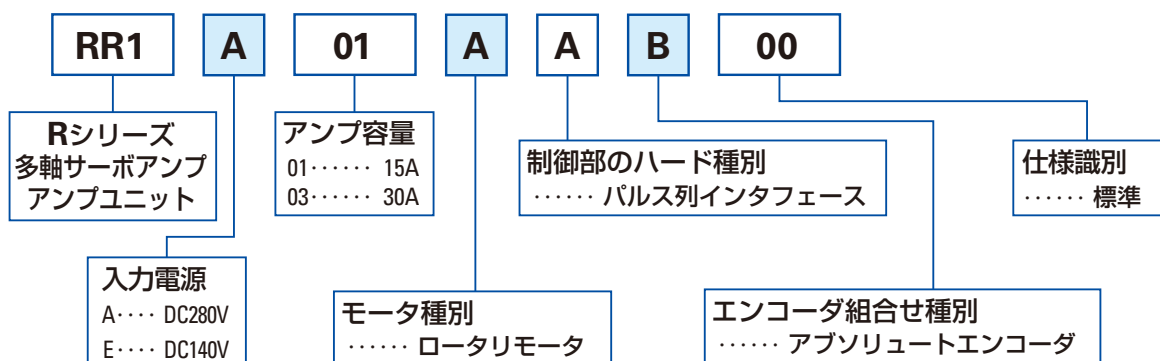 RR1 A 01 A A B 00
Rシリーズ
多軸サーボアンプ
アンプユニット
アンプ容量
01‥‥‥ 15A
03‥‥‥ 30A
制御部のハード種別
‥‥‥ パルス列インタフェース
仕様識別
‥‥‥ 標準
入力電源
A‥‥ DC280V
E‥‥ DC140V
モータ種別
‥‥‥ ロータリモータ
エンコーダ組合せ種別
‥‥‥ アブソリュートエンコーダ